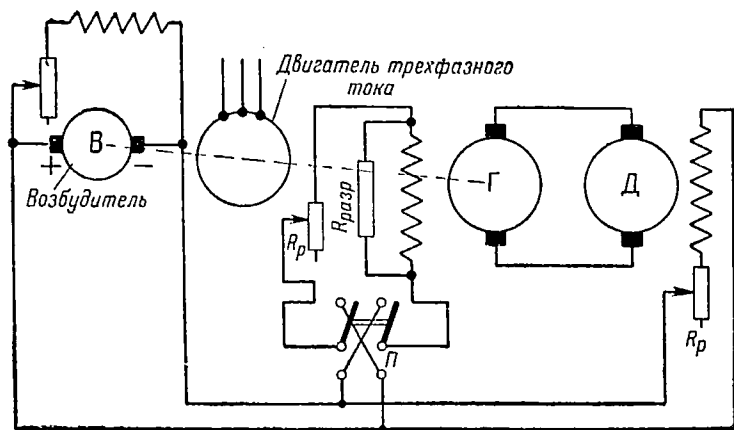 Двигатель трехфазного
тока
В
+
−
Возбудитель
Rр
Rразр
Г
Д
Rр
П